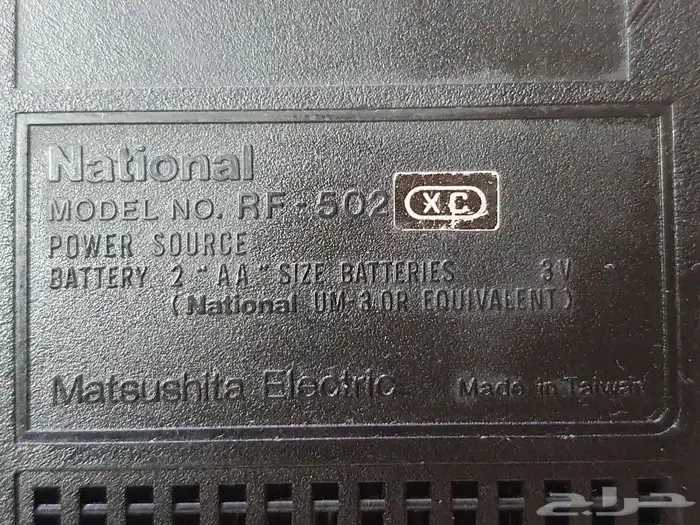 National
MODEL NO. RF-502 XC
POWER SOURCE
BATTERY 2 "AA" SIZE BATTERIES 3V
(National UM-3 OR EQUIVALENT)
Matsushita Electric Made in Taiwan
حراج